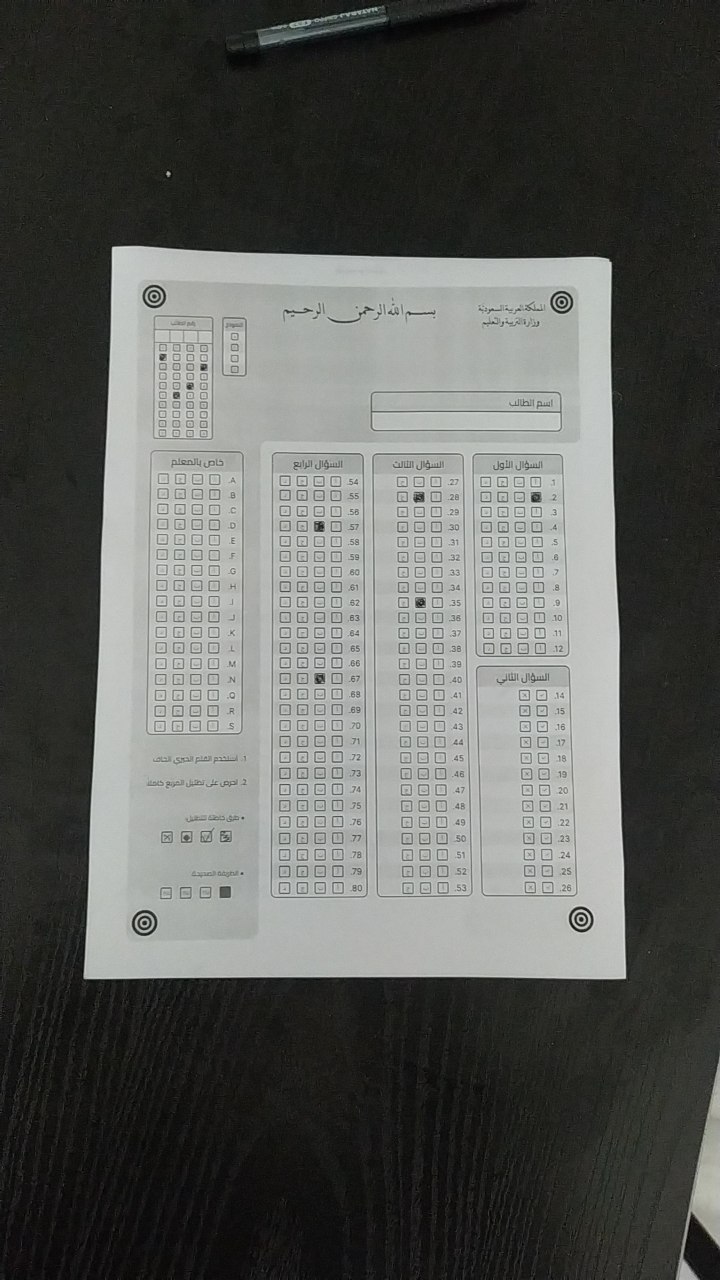 NATARAJ
المملكة العربية السعودية
وزارة التربية والتعليم
بسم الله الرحمن الرحيم
النموذج
رقم الطالب
اسم الطالب
السؤال الأول
.1
.2
.3
.4
.5
.6
.7
.8
.9
.10
.11
.12
السؤال الثاني
.14
.15
.16
.17
.18
.19
.20
.21
.22
.23
.24
.25
.26
السؤال الثالث
.27
.28
.29
.30
.31
.32
.33
.34
.35
.36
.37
.38
.39
.40
.41
.42
.43
.44
.45
.46
.47
.48
.49
.50
.51
.52
.53
السؤال الرابع
.54
.55
.56
.57
.58
.59
.60
.61
.62
.63
.64
.65
.66
.67
.68
.69
.70
.71
.72
.73
.74
.75
.76
.77
.78
.79
.80
خاص بالمعلم
.A
.B
.C
.D
.E
.F
.G
.H
.I
.J
.K
.L
.M
.N
.Q
.R
.S
1. استخدم القلم الحبري الجاف
2. احرص على تظليل المربع كاملا
• طرق خاطئة للتظليل:
• الطريقة الصحيحة: